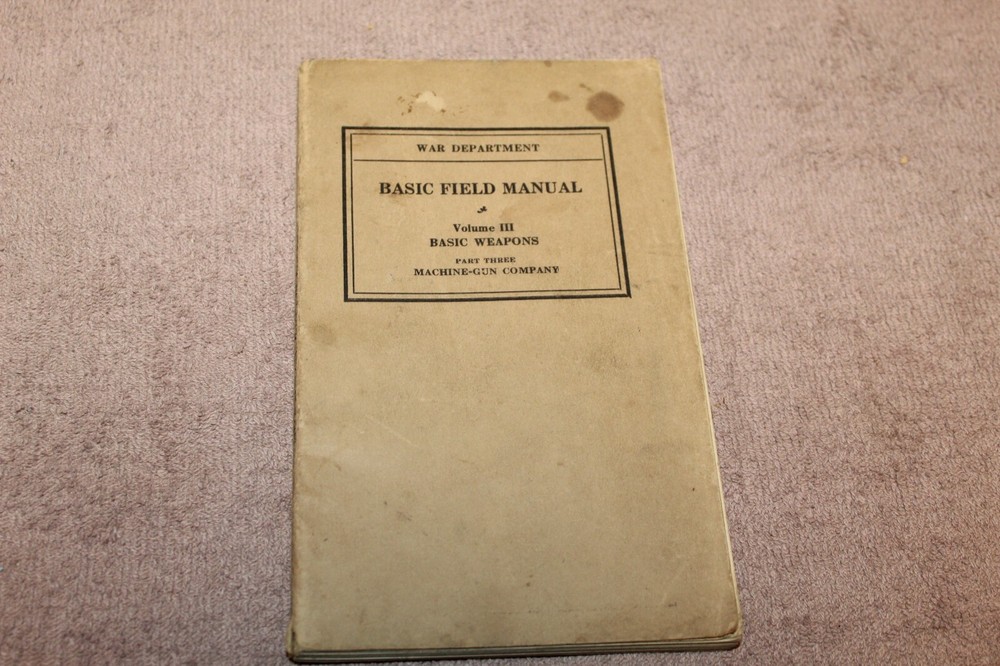 WAR DEPARTMENT
BASIC FIELD MANUAL
Volume III
BASIC WEAPONS
PART THREE
MACHINE-GUN COMPANY